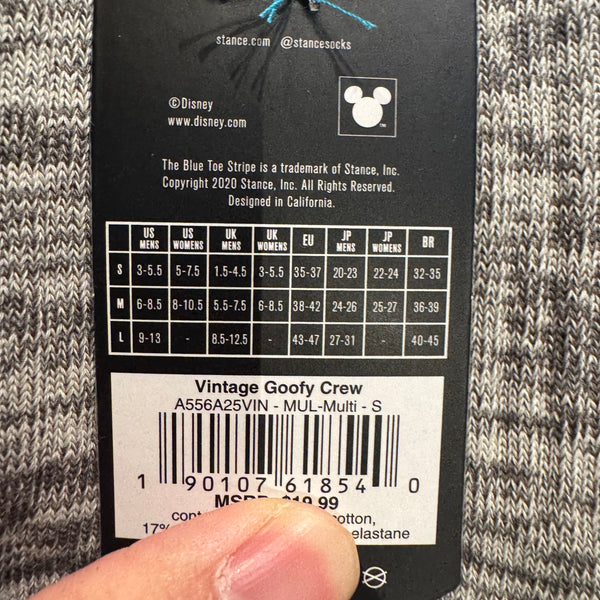 stance.com @stancesocks
©Disney
www.disney.com
TM
The Blue Toe Stripe is a trademark of Stance, Inc.
Copyright 2020 Stance, Inc. All Rights Reserved.
Designed in California.
US MENS US WOMENS UK MENS UK WOMENS EU JP MENS JP WOMENS BR
S 3-5.5 5-7.5 1.5-4.5 3-5.5 35-37 20-23 22-24 32-35
M 6-8.5 8-10.5 5.5-7.5 6-8.5 38-42 24-26 25-27 36-39
L 9-13 - 8.5-12.5 - 43-47 27-31 - 40-45
Vintage Goofy Crew
A556A25VIN - MUL-Multi - S
1 90107 61854 0
cotton,
17% elastane